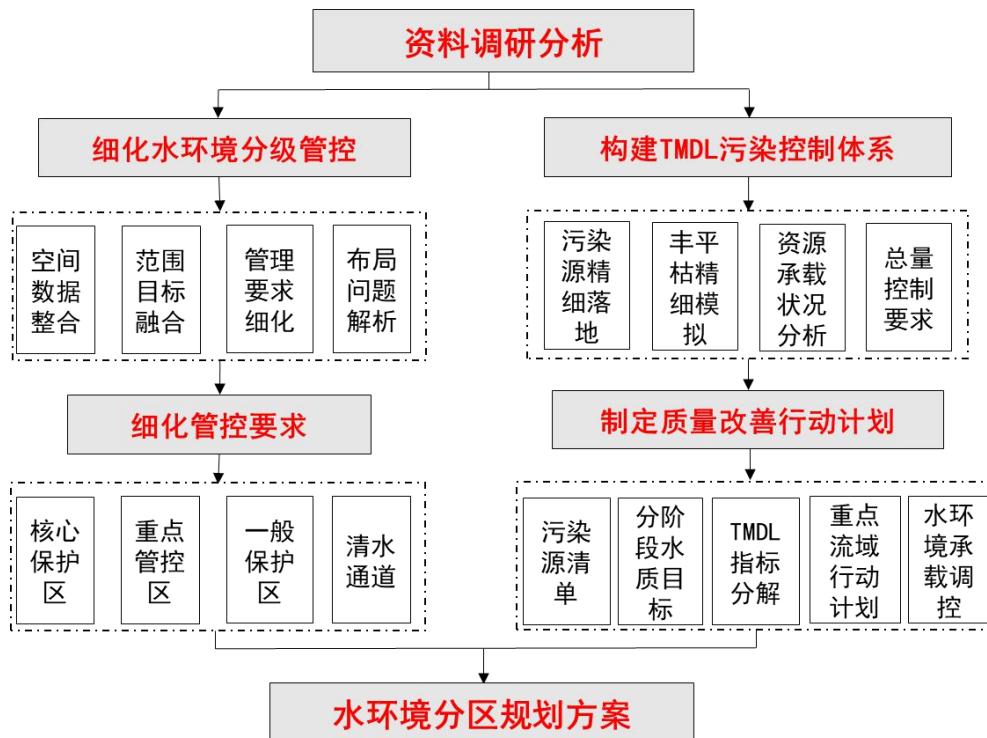 资料调研分析
细化水环境分级管控
构建TMDL污染控制体系
空间
数据
整合
范围
目标
融合
管理
要求
细化
布局
问题
解析
污染
源精
细落
地
丰平
枯精
细模
拟
资源
承载
状况
分析
总量
控制
要求
细化管控要求
制定质量改善行动计划
核心
保护
区
重点
管控
区
一般
保护
区
清水
通道
污染
源清
单
分阶
段水
质目
标
TMDL
指标
分解
重点
流域
行动
计划
水环
境承
载调
控
水环境分区规划方案